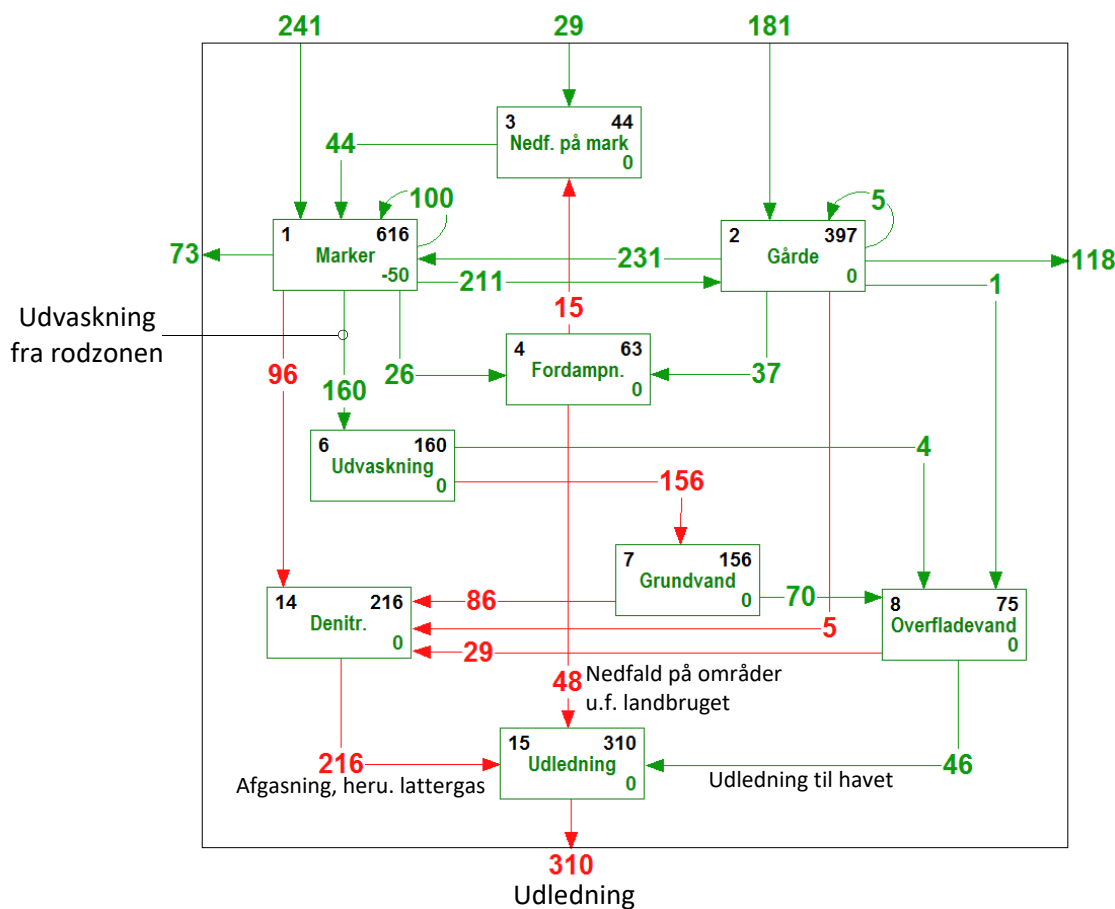 241
29
181
3 44
Nedf. på mark
0
44
100
5
1 616
Marker
-50
2 397
Gårde
0
73
231
118
211
1
Udvaskning
fra rodzonen
15
4 63
Fordampn.
0
96
160
26
37
6 160
Udvaskning
0
4
156
7 156
Grundvand
0
14 216
Denitr.
0
86
70
8 75
Overfladevand
0
5
29
48
Nedfald på områder
u.f. landbruget
15 310
Udledning
0
216
46
Afgasning, heru. lattergas
Udledning til havet
310
Udledning